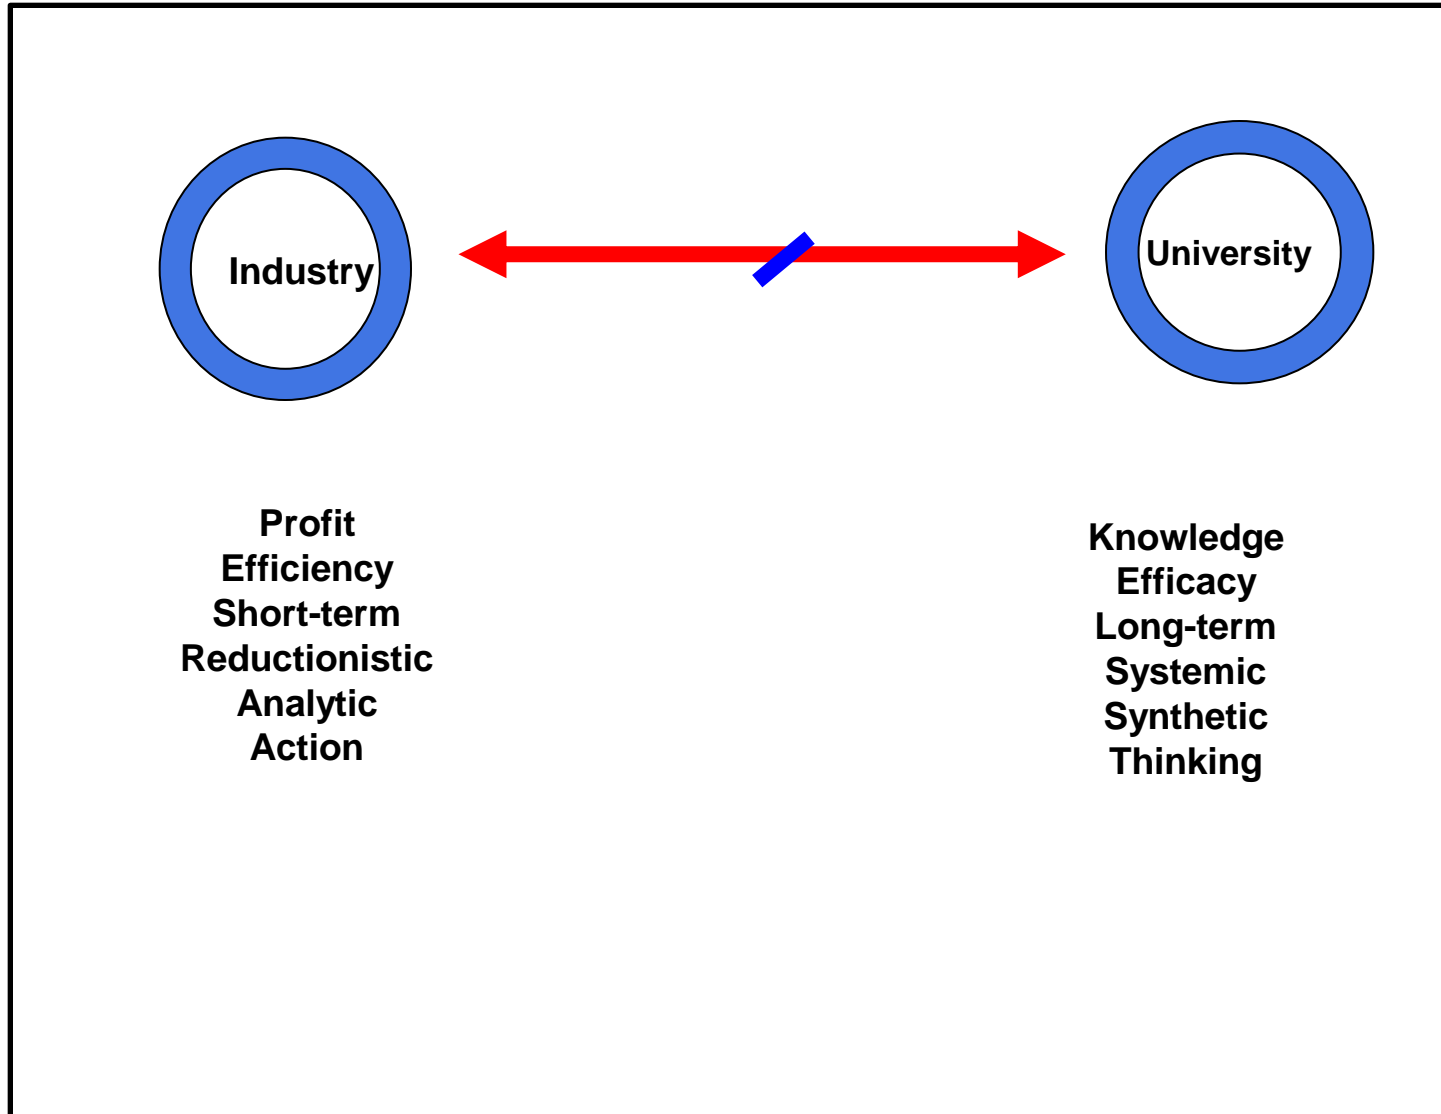 Industry
University
Profit
Efficiency
Short-term
Reductionistic
Analytic
Action
Knowledge
Efficacy
Long-term
Systemic
Synthetic
Thinking